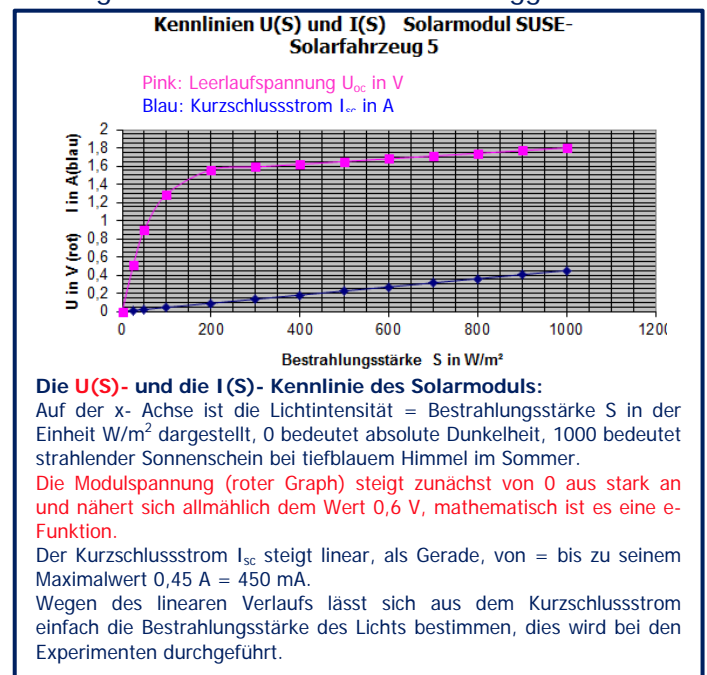 Kennlinien U(S) und I(S) Solarmodul SUSE-
Solarfahrzeug 5
Pink: Leerlaufspannung Uoc in V
Blau: Kurzschlussstrom Isc in A
U in V (rot) I in A(blau)
2
1,8
1,6
1,4
1,2
1
0,8
0,6
0,4
0,2
0
0 200 400 600 800 1000 1200
Bestrahlungsstärke S in W/m²
Die U(S)- und die I(S)- Kennlinie des Solarmoduls:
Auf der x- Achse ist die Lichtintensität = Bestrahlungsstärke S in der
Einheit W/m² dargestellt, 0 bedeutet absolute Dunkelheit, 1000 bedeutet
strahlender Sonnenschein bei tiefblauem Himmel im Sommer.
Die Modulspannung (roter Graph) steigt zunächst von 0 aus stark an
und nähert sich allmählich dem Wert 0,6 V, mathematisch ist es eine e-
Funktion.
Der Kurzschlussstrom Isc steigt linear, als Gerade, von = bis zu seinem
Maximalwert 0,45 A = 450 mA.
Wegen des linearen Verlaufs lässt sich aus dem Kurzschlussstrom
einfach die Bestrahlungsstärke des Lichts bestimmen, dies wird bei den
Experimenten durchgeführt.